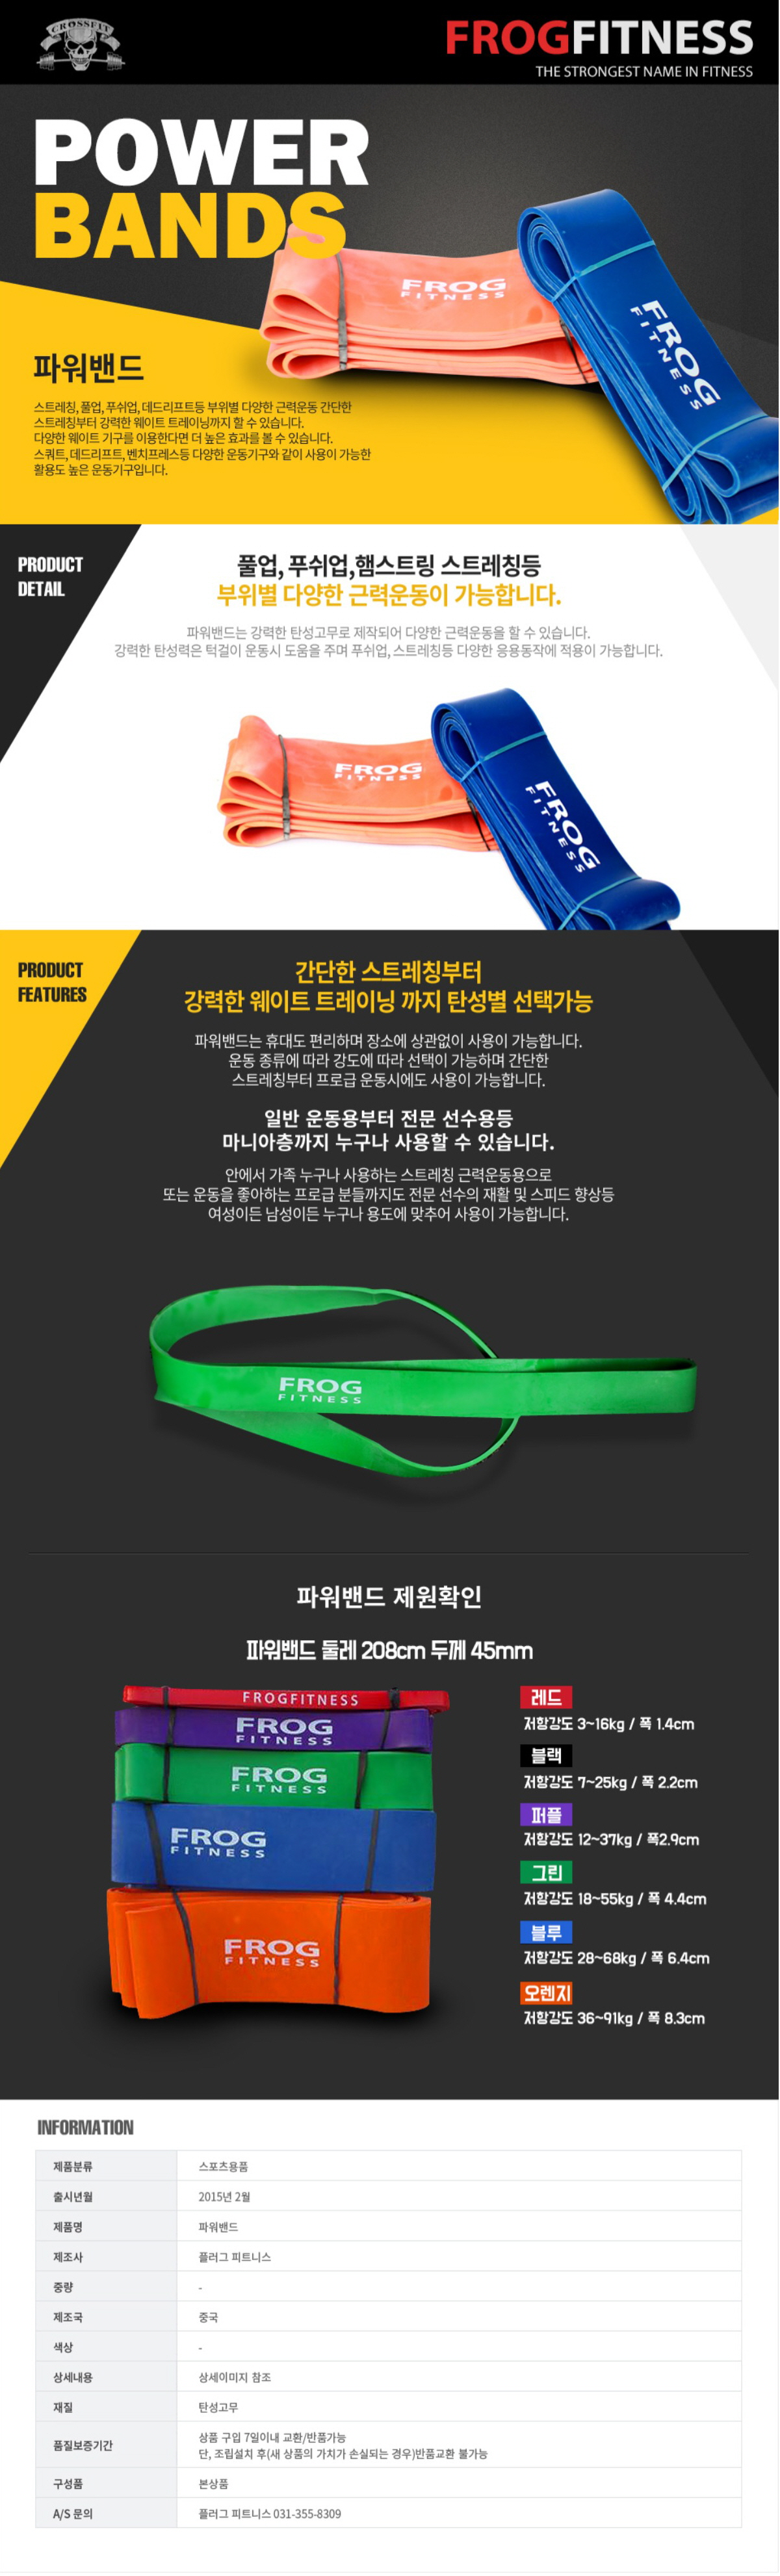 CROSSFIT
FROGFITNESS
THE STRONGEST NAME IN FITNESS
POWER
BANDS
FROG
FITNESS
FROG
FITNESS
파워밴드
스트레칭, 풀업, 푸쉬업, 데드리프트등 부위별 다양한 근력운동 간단한
스트레칭부터 강력한 웨이트 트레이닝까지 할 수 있습니다.
다양한 웨이트 기구를 이용한다면 더 높은 효과를 볼 수 있습니다.
스쿼트, 데드리프트, 벤치프레스등 다양한 운동기구와 같이 사용이 가능한
활용도 높은 운동기구입니다.
PRODUCT
DETAIL
풀업, 푸쉬업,햄스트링 스트레칭등
부위별 다양한 근력운동이 가능합니다.
파워밴드는 강력한 탄성고무로 제작되어 다양한 근력운동을 할 수 있습니다.
강력한 탄성력은 턱걸이 운동시 도움을 주며 푸쉬업, 스트레칭등 다양한 응용동작에 적용이 가능합니다.
FROG
FITNESS
FROG
FITNESS
PRODUCT
FEATURES
간단한 스트레칭부터
강력한 웨이트 트레이닝 까지 탄성별 선택가능
파워밴드는 휴대도 편리하며 장소에 상관없이 사용이 가능합니다.
운동 종류에 따라 강도에 따라 선택이 가능하며 간단한
스트레칭부터 프로급 운동시에도 사용이 가능합니다.
일반 운동용부터 전문 선수용등
마니아층까지 누구나 사용할 수 있습니다.
안에서 가족 누구나 사용하는 스트레칭 근력운동용으로
또는 운동을 좋아하는 프로급 분들까지도 전문 선수의 재활 및 스피드 향상등
여성이든 남성이든 누구나 용도에 맞추어 사용이 가능합니다.
FROG
FITNESS
파워밴드 제원확인
파워밴드 둘레 208cm 두께 45mm
FROGFITNESS
FROG
FITNESS
FROG
FITNESS
FROG
FITNESS
FROG
FITNESS
레드
저항강도 3~16kg / 폭 1.4cm
블랙
저항강도 7~25kg / 폭 2.2cm
퍼플
저항강도 12~37kg / 폭2.9cm
그린
저항강도 18~55kg / 폭 4.4cm
블루
저항강도 28~68kg / 폭 6.4cm
오렌지
저항강도 36~91kg / 폭 8.3cm
INFORMATION
제품분류 스포츠용품
출시년월 2015년 2월
제품명 파워밴드
제조사 플러그 피트니스
중량 -
제조국 중국
색상 -
상세내용 상세이미지 참조
재질 탄성고무
품질보증기간 상품 구입 7일이내 교환/반품가능
단, 조립설치 후(새 상품의 가치가 손실되는 경우)반품교환 불가능
구성품 본상품
A/S 문의 플러그 피트니스 031-355-8309